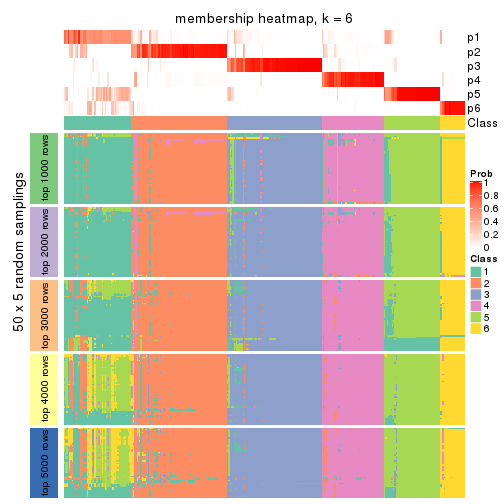 membership heatmap, k = 6
p1
p2
p3
p4
p5
p6
Class
50 x 5 random samplings
top 1000 rows
top 2000 rows
top 3000 rows
top 4000 rows
top 5000 rows
Prob
1
0.8
0.6
0.4
0.2
0
Class
1
2
3
4
5
6